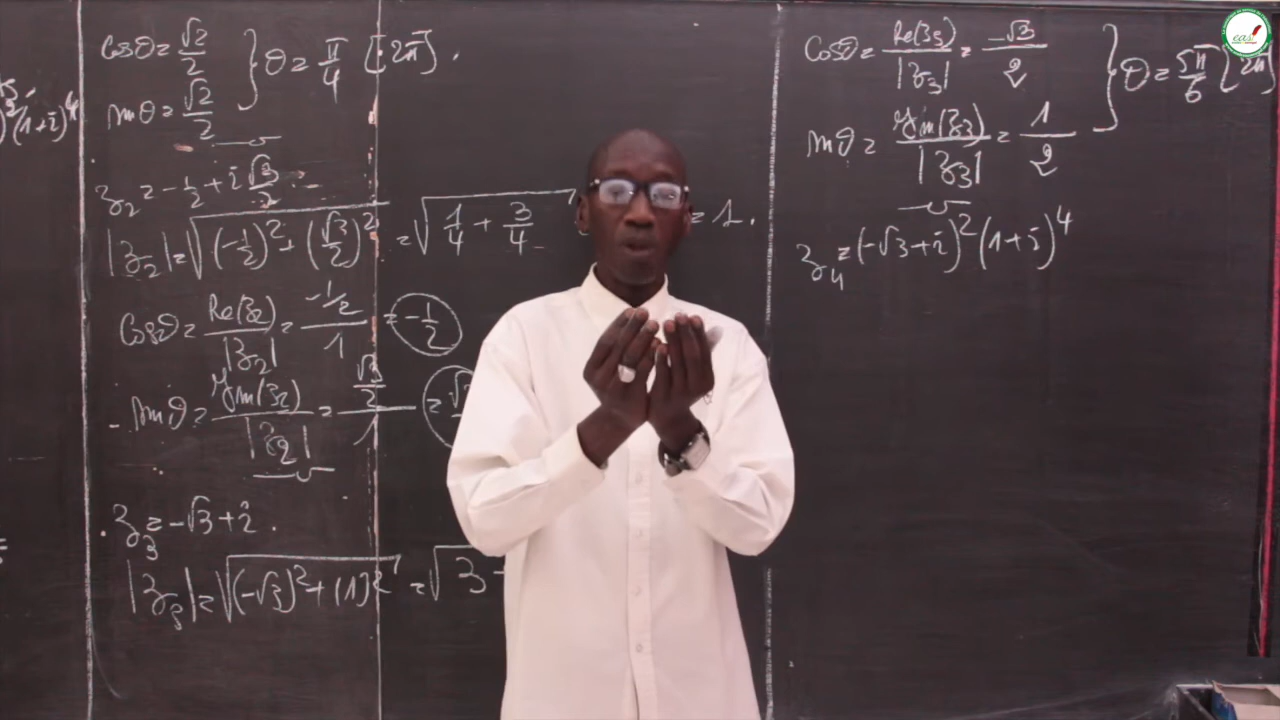 cosθ = √2/2 } θ = π/4 [2π].
sinθ = √2/2
z₂ = -1/2 + i√3/2
|z₂| = √((-1/2)² + (√3/2)²) = √(1/4 + 3/4) = 1.
cosθ = Re(z₂)/|z₂| = (-1/2)/1 = -1/2
sinθ = Im(z₂)/|z₂| = (√3/2)/1 =
z₃ = -√3 + i.
|z₃| = √((-√3)² + (1)²) = √3
(1+i)⁴
cosθ = Re(z₃)/|z₃| = -√3/2 } θ = 5π/6 [2π]
sinθ = Im(z₃)/|z₃| = 1/2
z₄ = (-√3+i)²(1+i)⁴
eas!